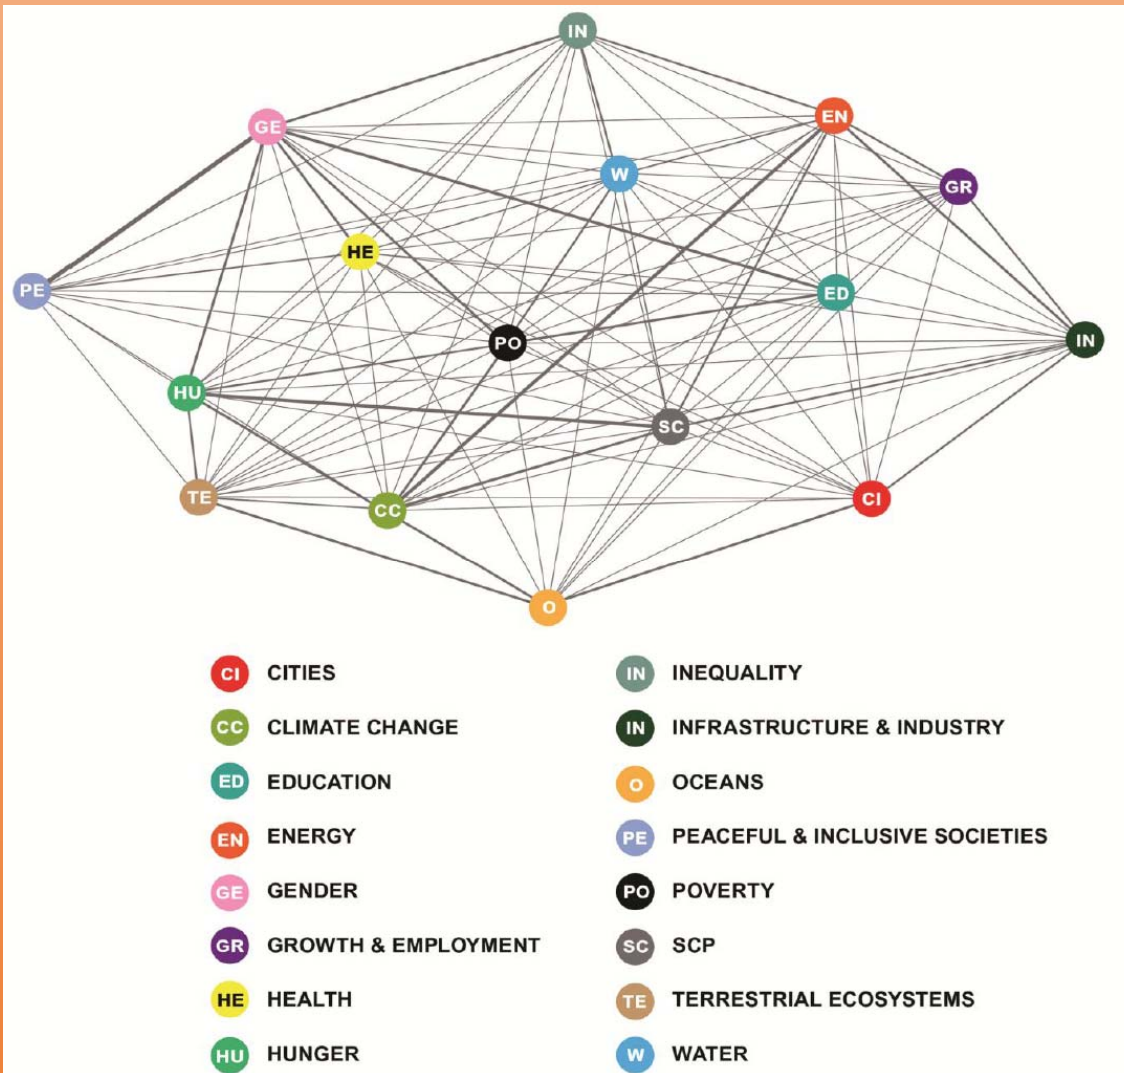 IN
EN
GE
W
GR
HE
PE
ED
PO
IN
HU
SC
TE
CC
CI
O
CI CITIES
CC CLIMATE CHANGE
ED EDUCATION
EN ENERGY
GE GENDER
GR GROWTH & EMPLOYMENT
HE HEALTH
HU HUNGER
IN INEQUALITY
IN INFRASTRUCTURE & INDUSTRY
O OCEANS
PE PEACEFUL & INCLUSIVE SOCIETIES
PO POVERTY
SC SCP
TE TERRESTRIAL ECOSYSTEMS
W WATER